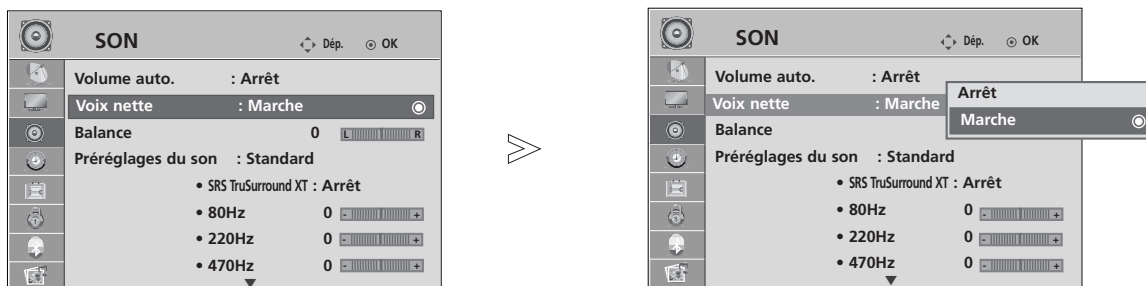 SON Dép. OK
Volume auto. : Arrêt
Voix nette : Marche
Balance 0 L R
Préréglages du son : Standard
• SRS TruSurround XT : Arrêt
• 80Hz 0 - +
• 220Hz 0 - +
• 470Hz 0 - +
SON Dép. OK
Volume auto. : Arrêt
Voix nette : Marche
Arrêt
Marche
Balance
Préréglages du son : Standard
• SRS TruSurround XT : Arrêt
• 80Hz 0 - +
• 220Hz 0 - +
• 470Hz 0 - +